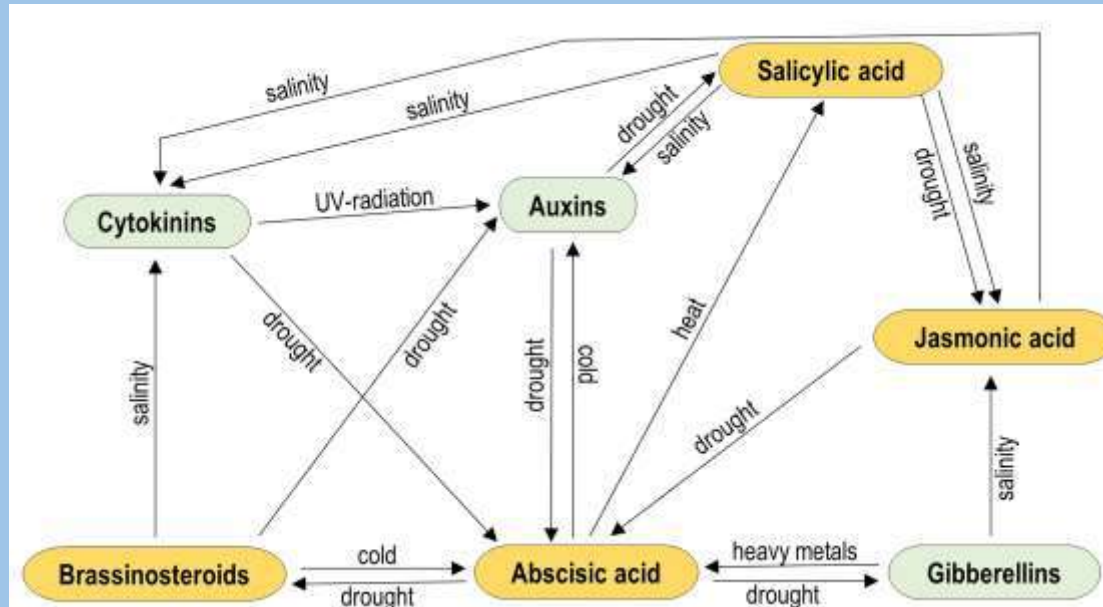 Salicylic acid
salinity
salinity
drought
salinity
salinity
drought
UV-radiation
Cytokinins
Auxins
drought
drought
drought
cold
heat
Jasmonic acid
salinity
drought
salinity
cold
heavy metals
Brassinosteroids
Abscisic acid
Gibberellins
drought
drought